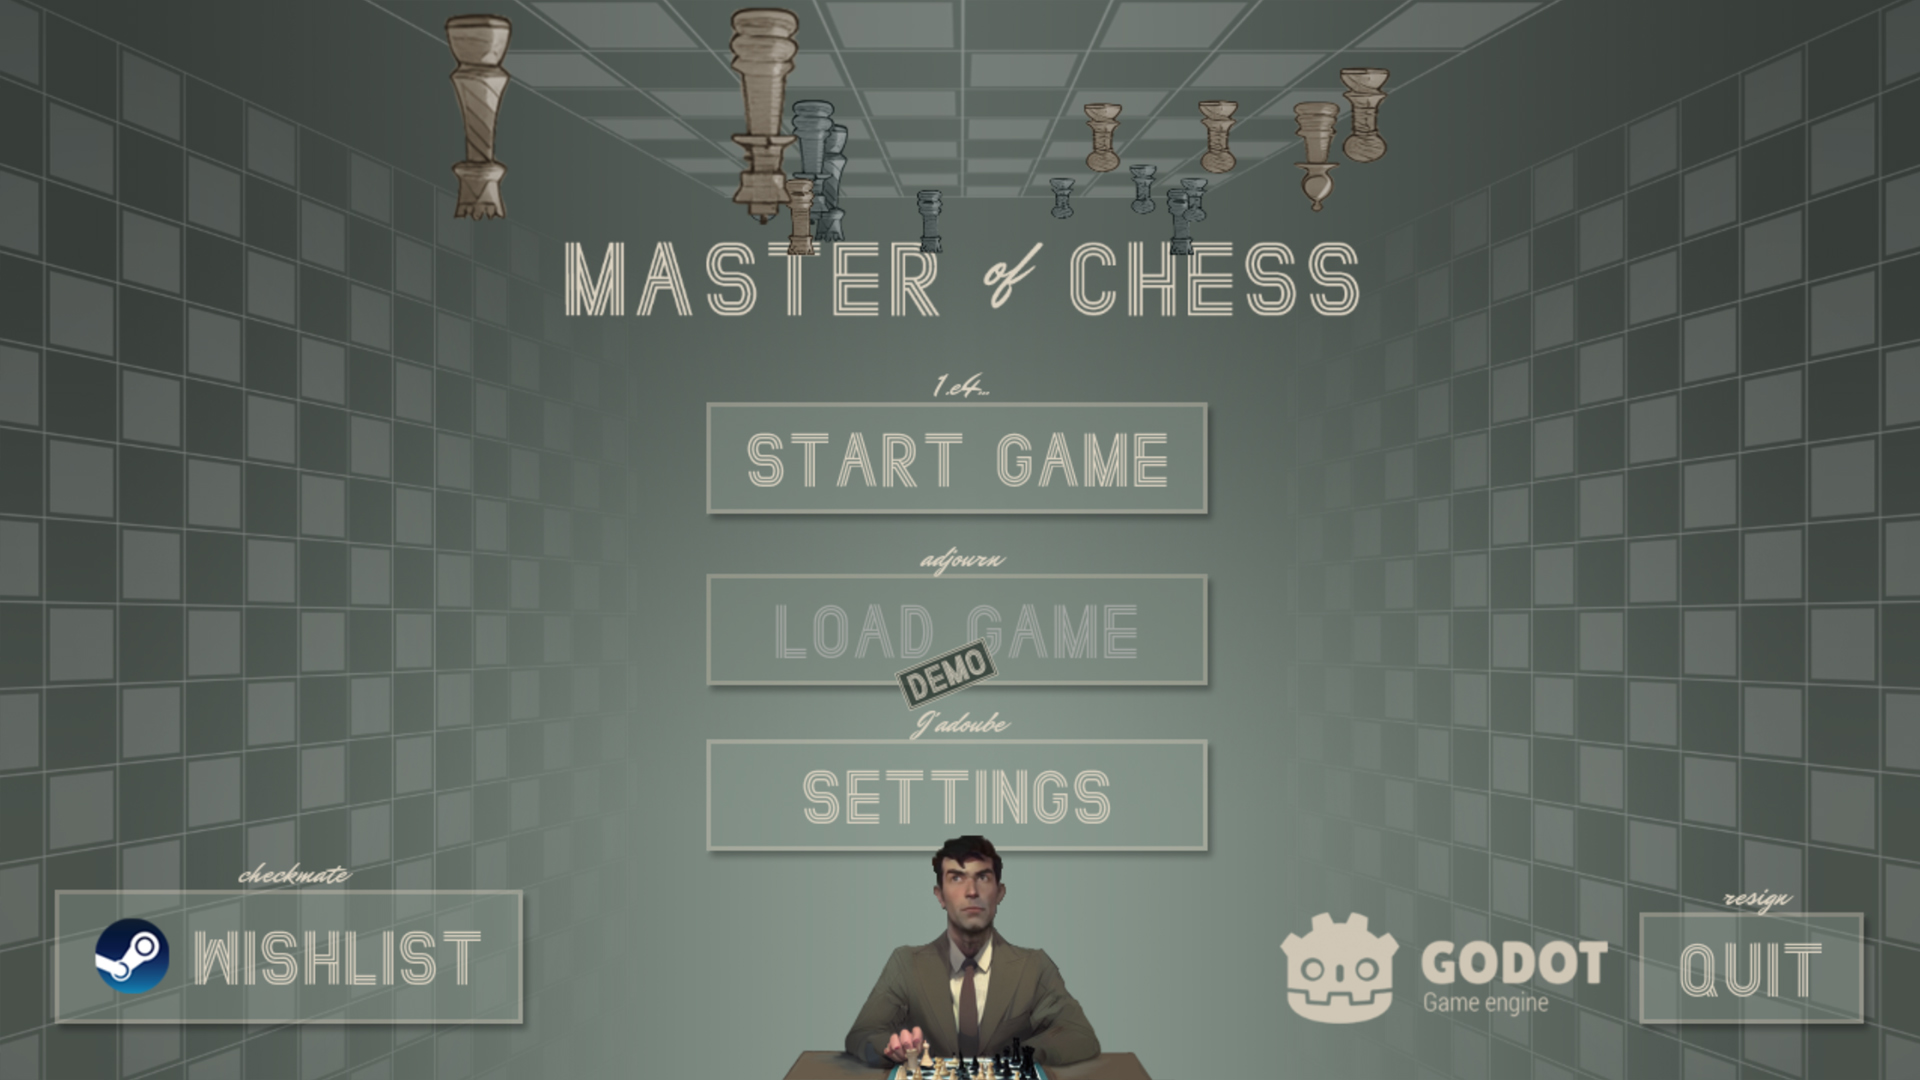 MASTER of CHESS
1.e4...
START GAME
adjourn
LOAD GAME
DEMO
J'adoube
SETTINGS
checkmate
WISHLIST
GODOT
Game engine
resign
QUIT